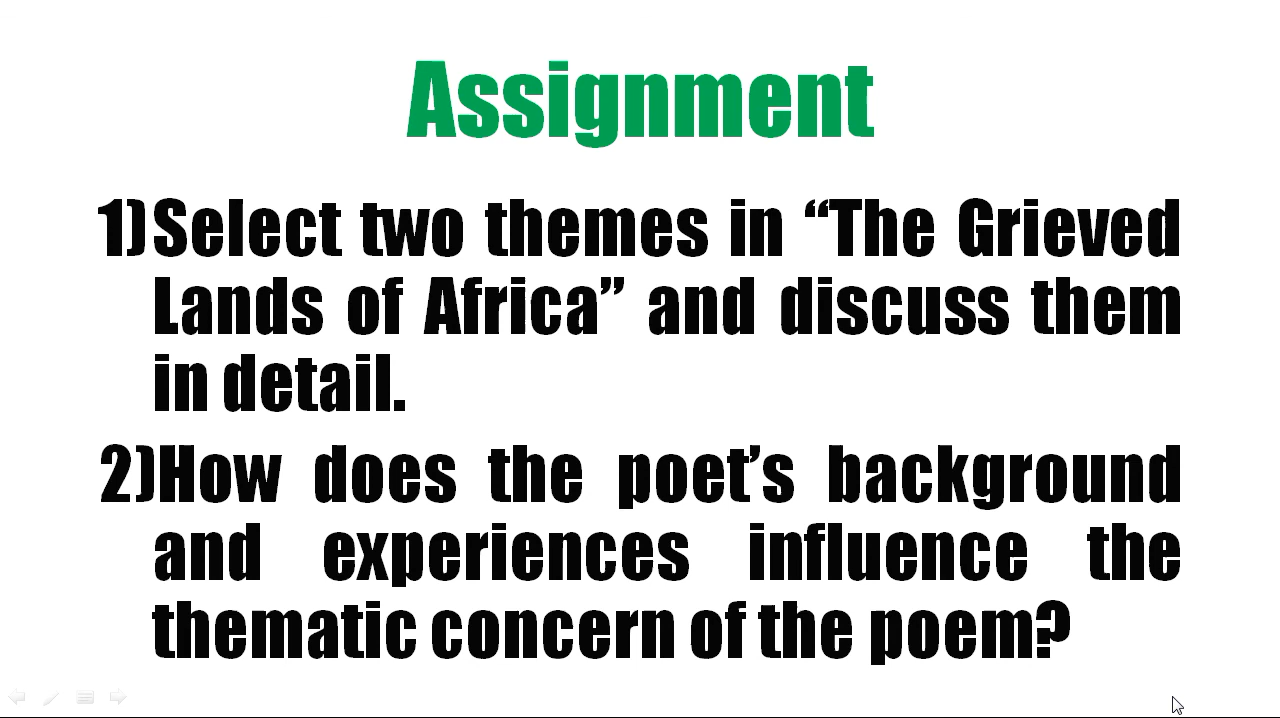 Assignment
1)Select two themes in “The Grieved
Lands of Africa” and discuss them
in detail.
2)How does the poet’s background
and experiences influence the
thematic concern of the poem?